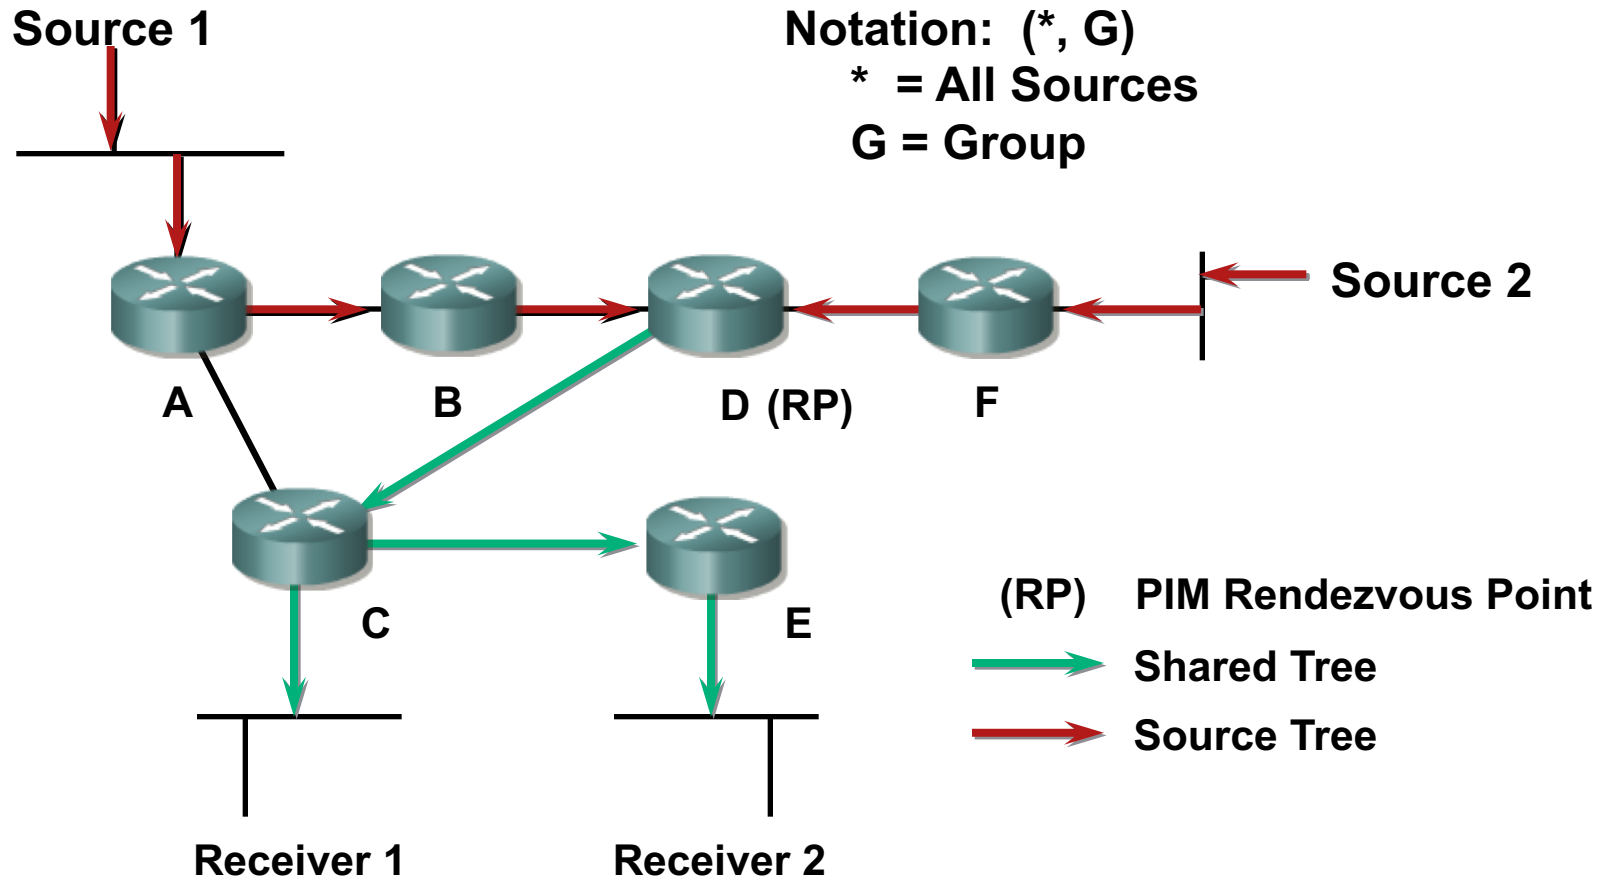 Source 1
Notation: (*, G)
* = All Sources
G = Group
Source 2
A
B
D (RP)
F
C
E
(RP) PIM Rendezvous Point
Shared Tree
Source Tree
Receiver 1
Receiver 2